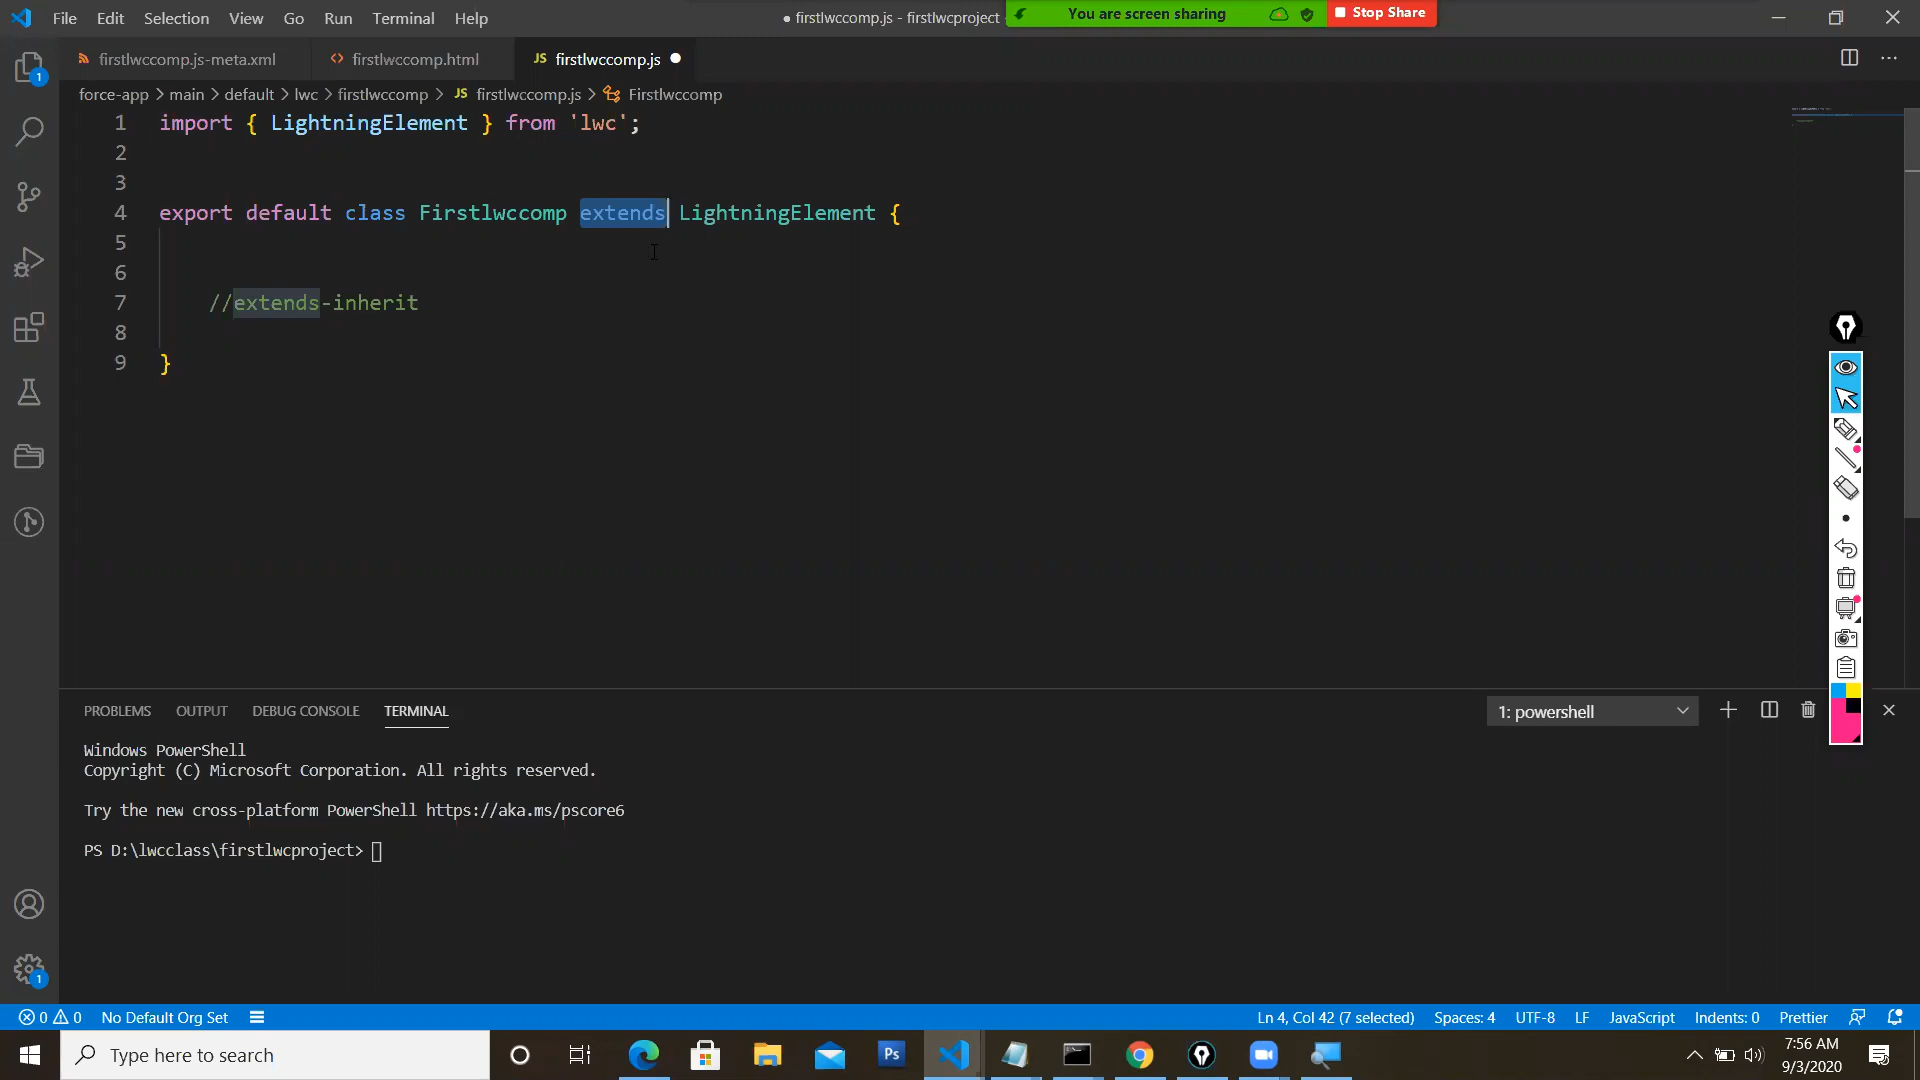 File Edit Selection View Go Run Terminal Help
● firstlwccomp.js - firstlwcproject -
You are screen sharing
Stop Share
firstlwccomp.js-meta.xml
firstlwccomp.html
JS firstlwccomp.js
force-app > main > default > lwc > firstlwccomp > JS firstlwccomp.js > Firstlwccomp
1 import { LightningElement } from 'lwc';
2
3
4 export default class Firstlwccomp extends LightningElement {
5
6
7 //extends-inherit
8
9 }
PROBLEMS OUTPUT DEBUG CONSOLE TERMINAL
1: powershell
Windows PowerShell
Copyright (C) Microsoft Corporation. All rights reserved.
Try the new cross-platform PowerShell https://aka.ms/pscore6
PS D:\lwcclass\firstlwcproject>
1
1
0 0 No Default Org Set
Ln 4, Col 42 (7 selected) Spaces: 4 UTF-8 LF JavaScript Indents: 0 Prettier
Type here to search
Ps
7:56 AM
9/3/2020